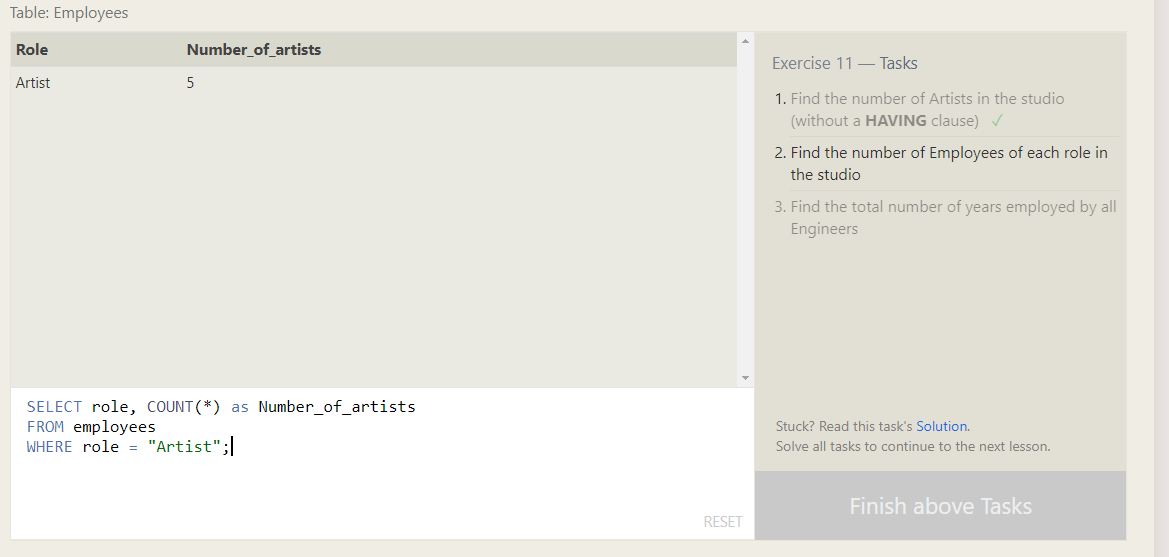 Table: Employees
Role Number_of_artists
Artist 5
SELECT role, COUNT(*) as Number_of_artists
FROM employees
WHERE role = "Artist";
RESET
Exercise 11 — Tasks
1. Find the number of Artists in the studio
(without a HAVING clause) ✓
2. Find the number of Employees of each role in
the studio
3. Find the total number of years employed by all
Engineers
Stuck? Read this task's Solution.
Solve all tasks to continue to the next lesson.
Finish above Tasks